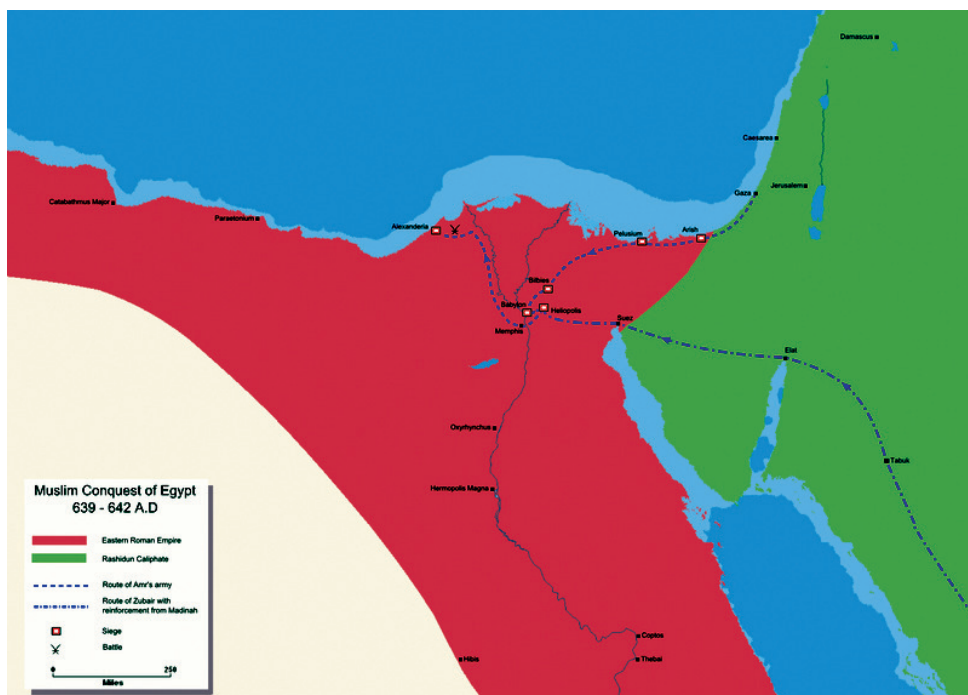 Damascus
Caesarea
Jerusalem
Gaza
Catabathmus Major
Paraetonium
Alexanderia
Pelusium
Arish
Bilbies
Babylon
Heliopolis
Memphis
Suez
Elat
Oxyrhynchus
Tabuk
Hermopolis Magna
Coptos
Thebai
Hibis
Muslim Conquest of Egypt
639 - 642 A.D
Eastern Roman Empire
Rashidun Caliphate
Route of Amr's army
Route of Zubair with
reinforcement from Madinah
Siege
Battle
0 250
Miles